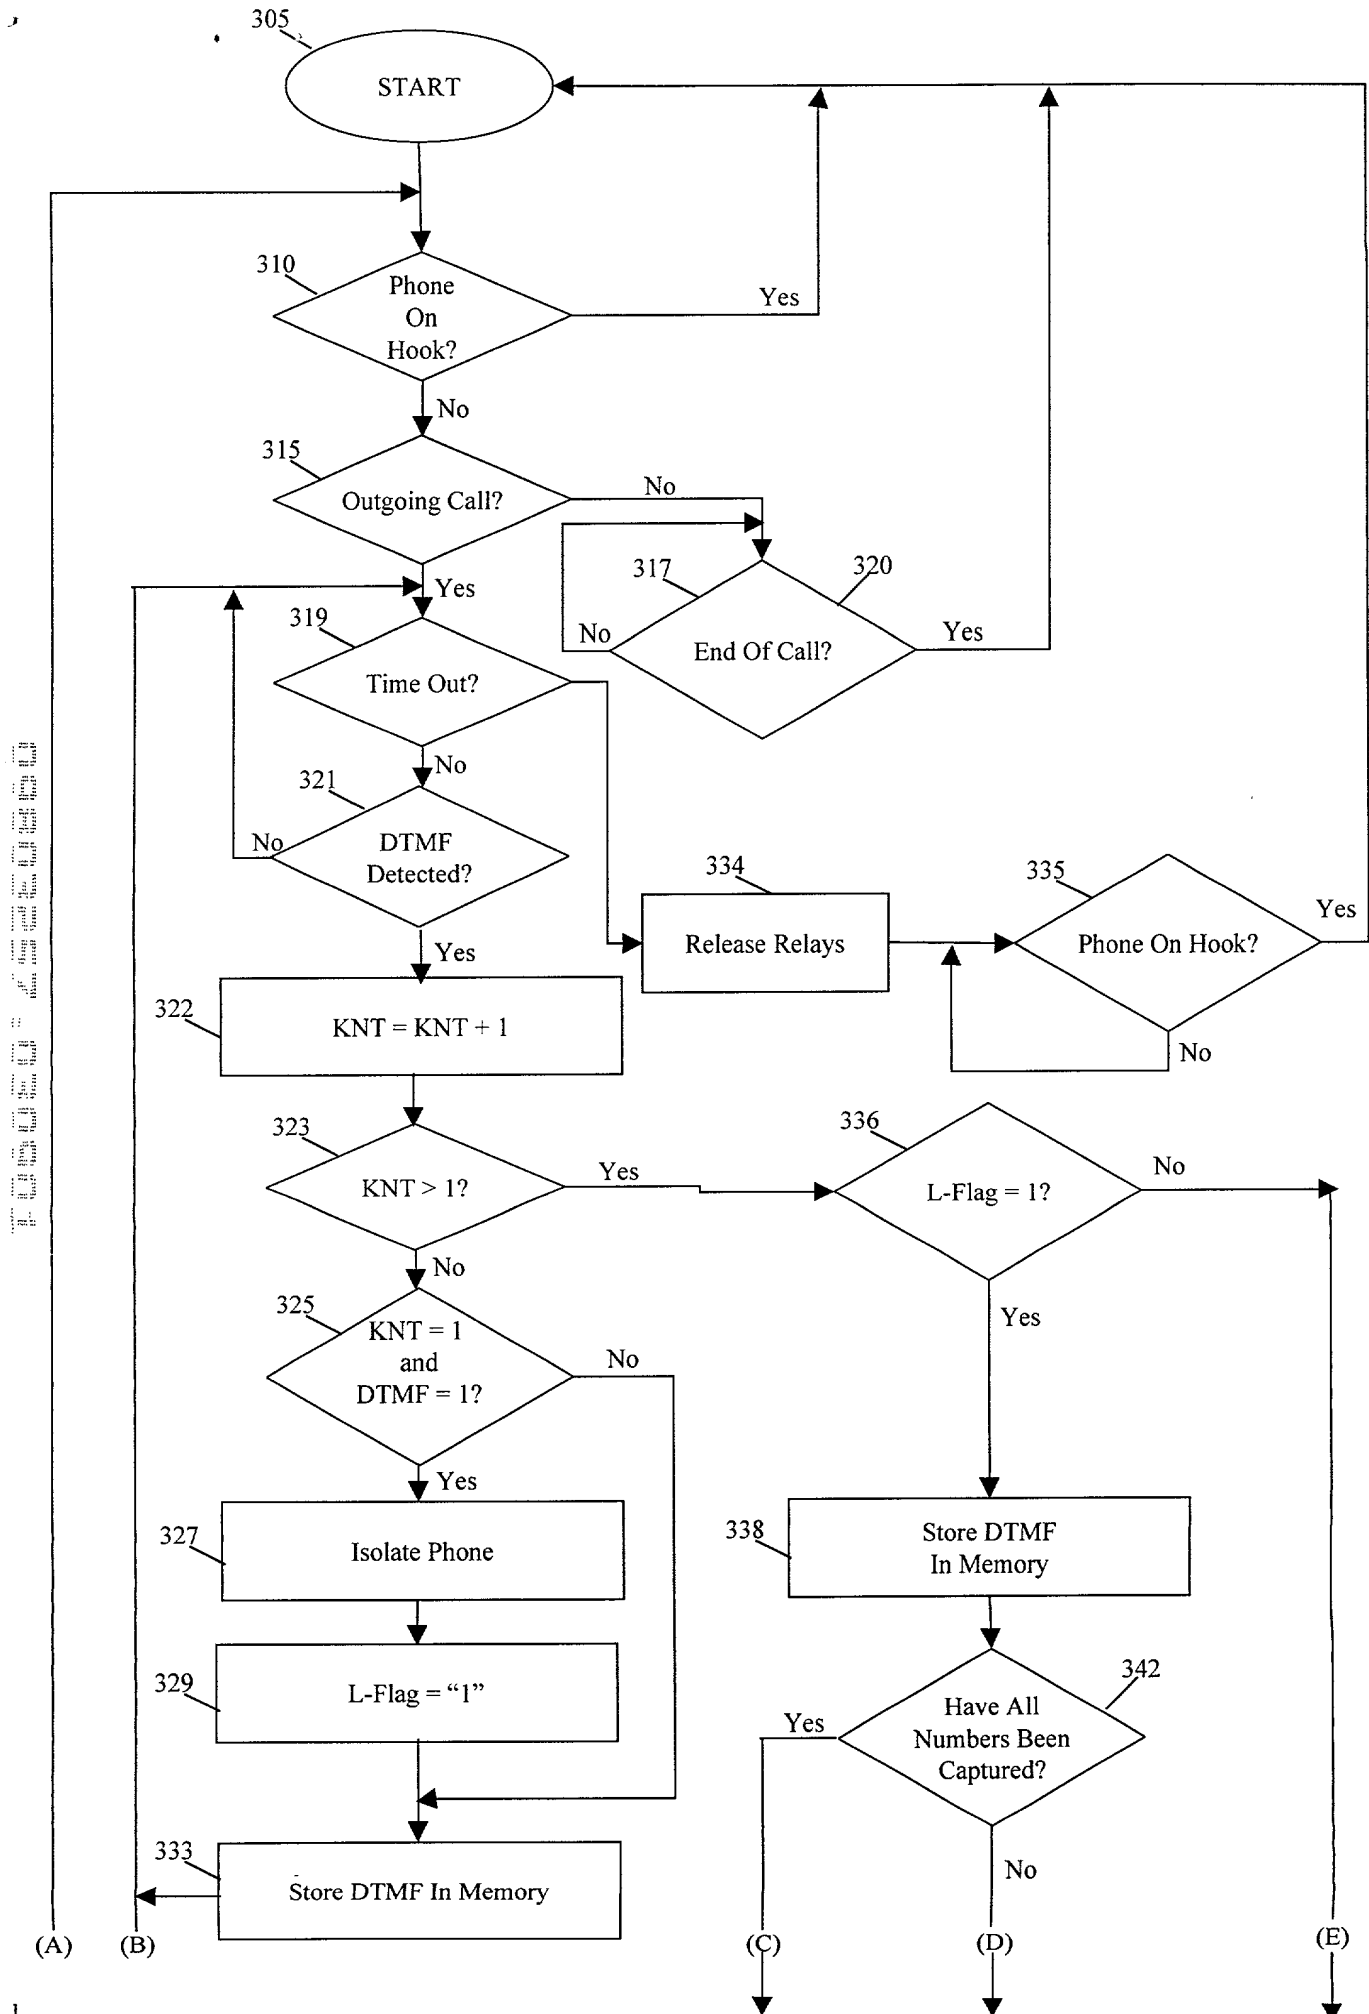 305
START
310
Phone
On
Hook?
Yes
No
315
Outgoing Call?
No
Yes
317
320
End Of Call?
No
Yes
319
Time Out?
No
321
DTMF
Detected?
No
Yes
334
Release Relays
335
Phone On Hook?
Yes
No
322
KNT = KNT + 1
323
KNT > 1?
Yes
No
336
L-Flag = 1?
No
Yes
325
KNT = 1
and
DTMF = 1?
No
Yes
327
Isolate Phone
338
Store DTMF
In Memory
329
L-Flag = “1”
342
Have All
Numbers Been
Captured?
Yes
No
333
Store DTMF In Memory
(A)
(B)
(C)
(D)
(E)